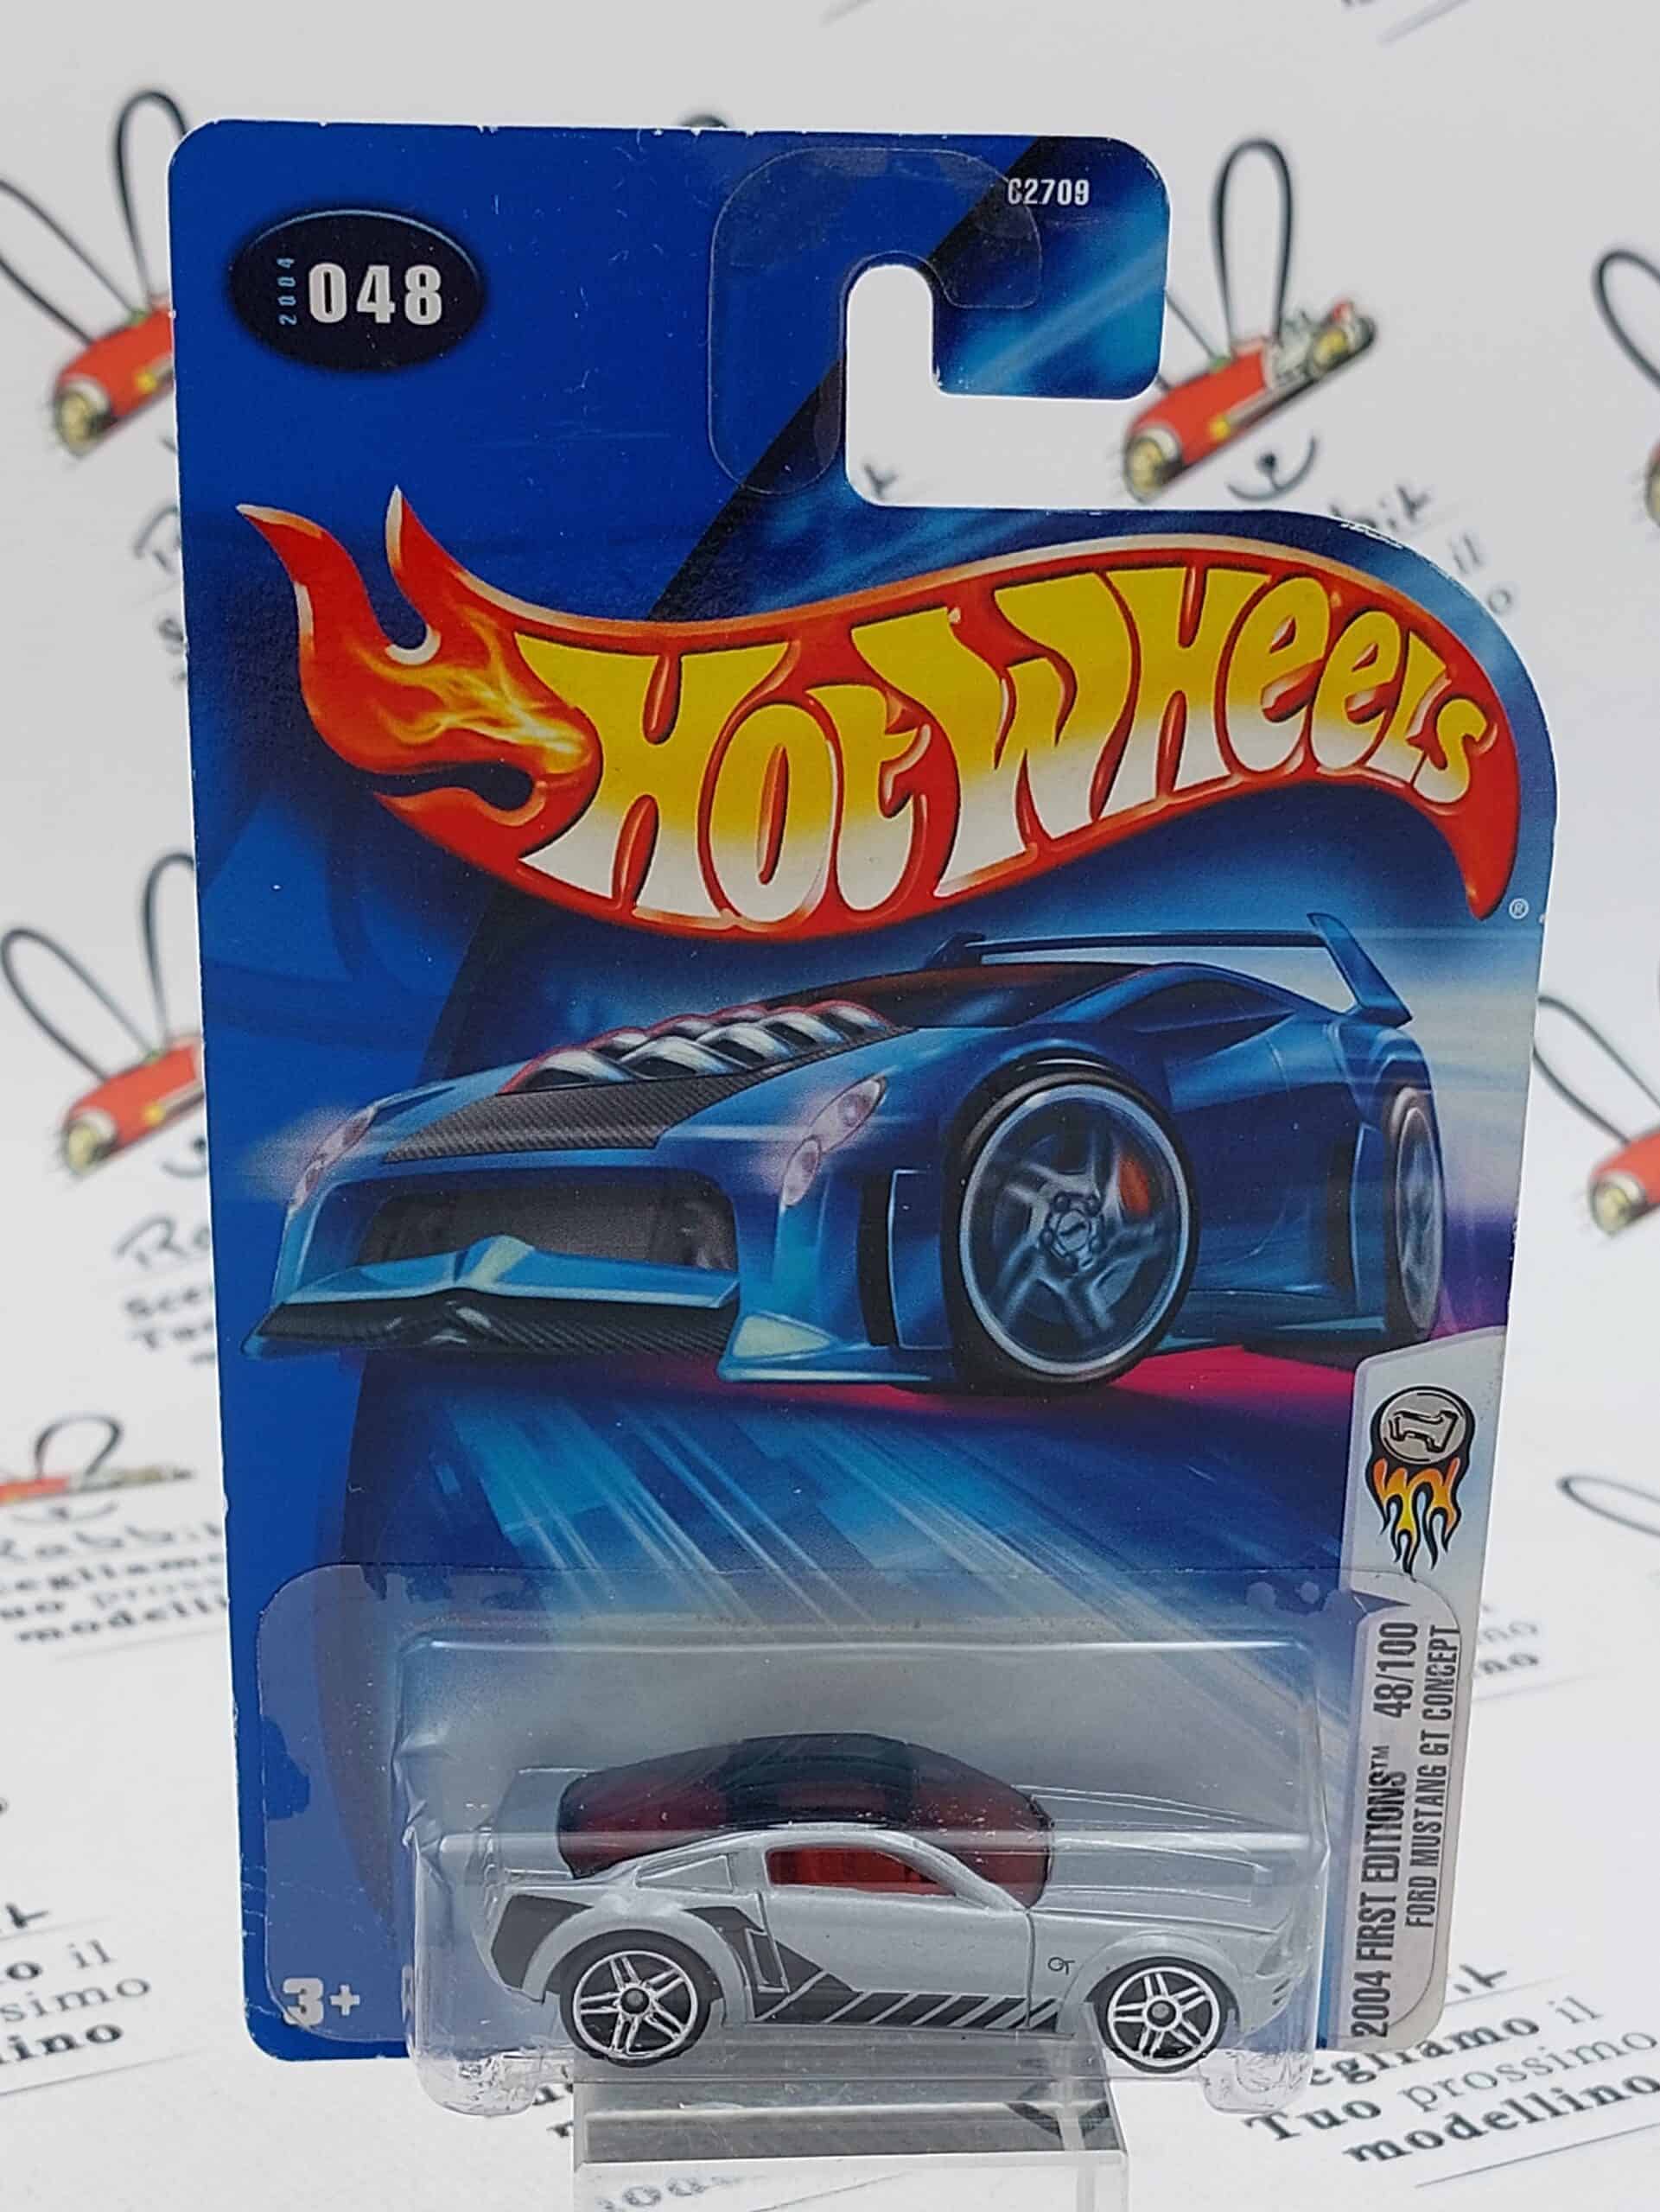 C2709
2004
048
Hot Wheels
®
2004 FIRST EDITIONS™ 48/100
FORD MUSTANG GT CONCEPT
GT
3+
Rabbit
Scegliamo il
Tuo prossimo
modellino